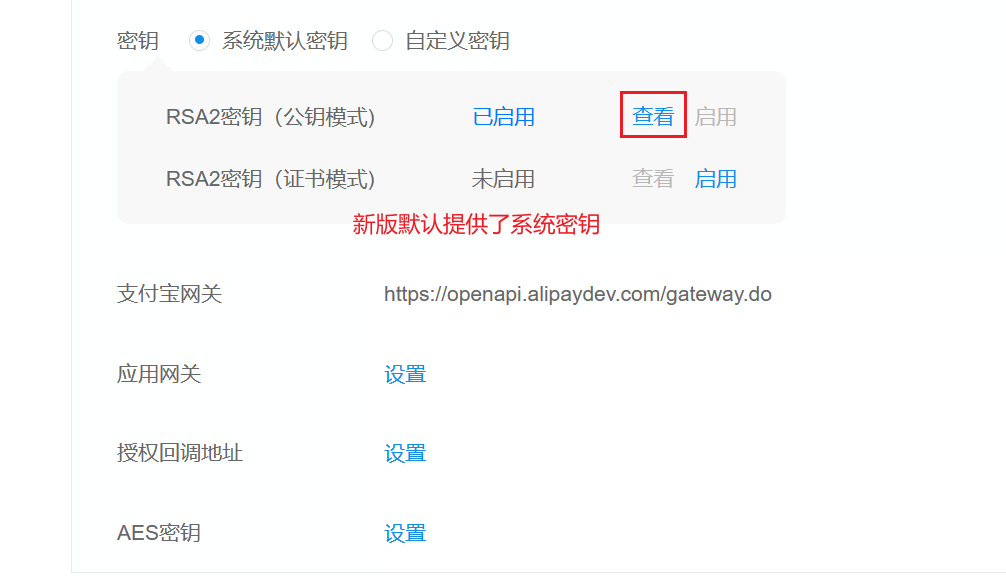 密钥 系统默认密钥 自定义密钥
RSA2密钥（公钥模式） 已启用 查看 启用
RSA2密钥（证书模式） 未启用 查看 启用
新版默认提供了系统密钥
支付宝网关 https://openapi.alipaydev.com/gateway.do
应用网关 设置
授权回调地址 设置
AES密钥 设置